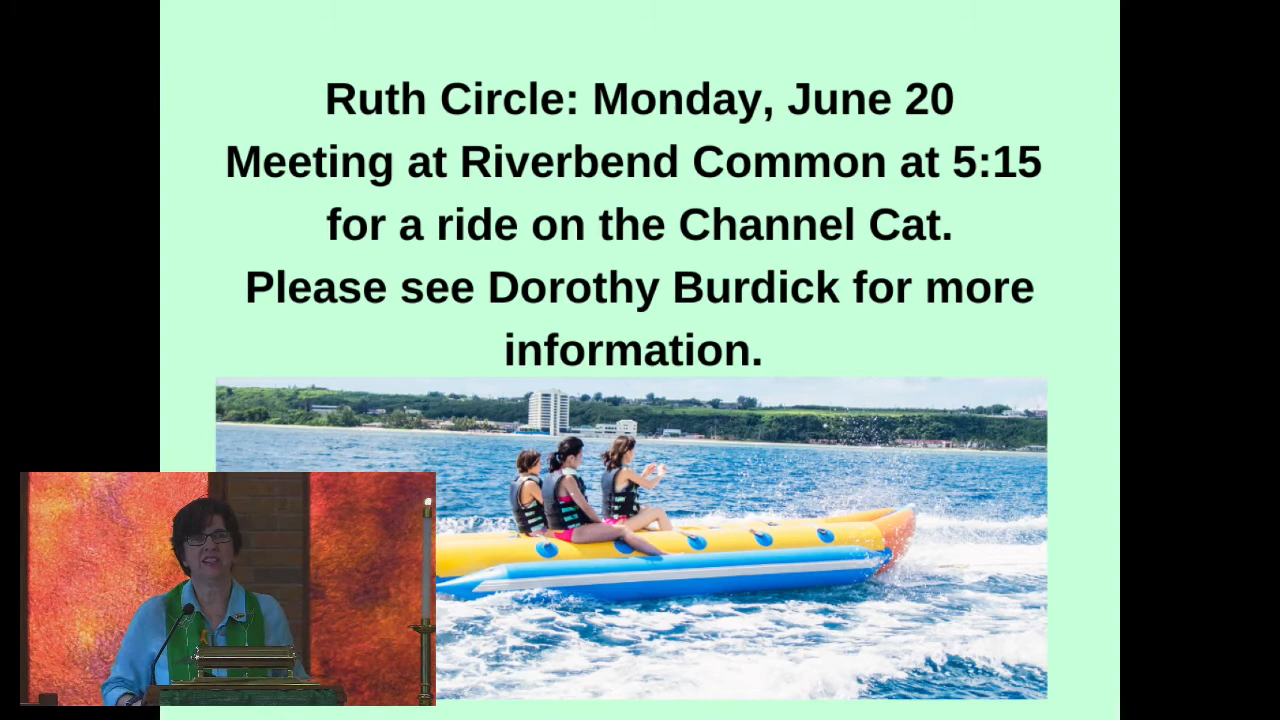 Ruth Circle: Monday, June 20
Meeting at Riverbend Common at 5:15
for a ride on the Channel Cat.
Please see Dorothy Burdick for more
information.